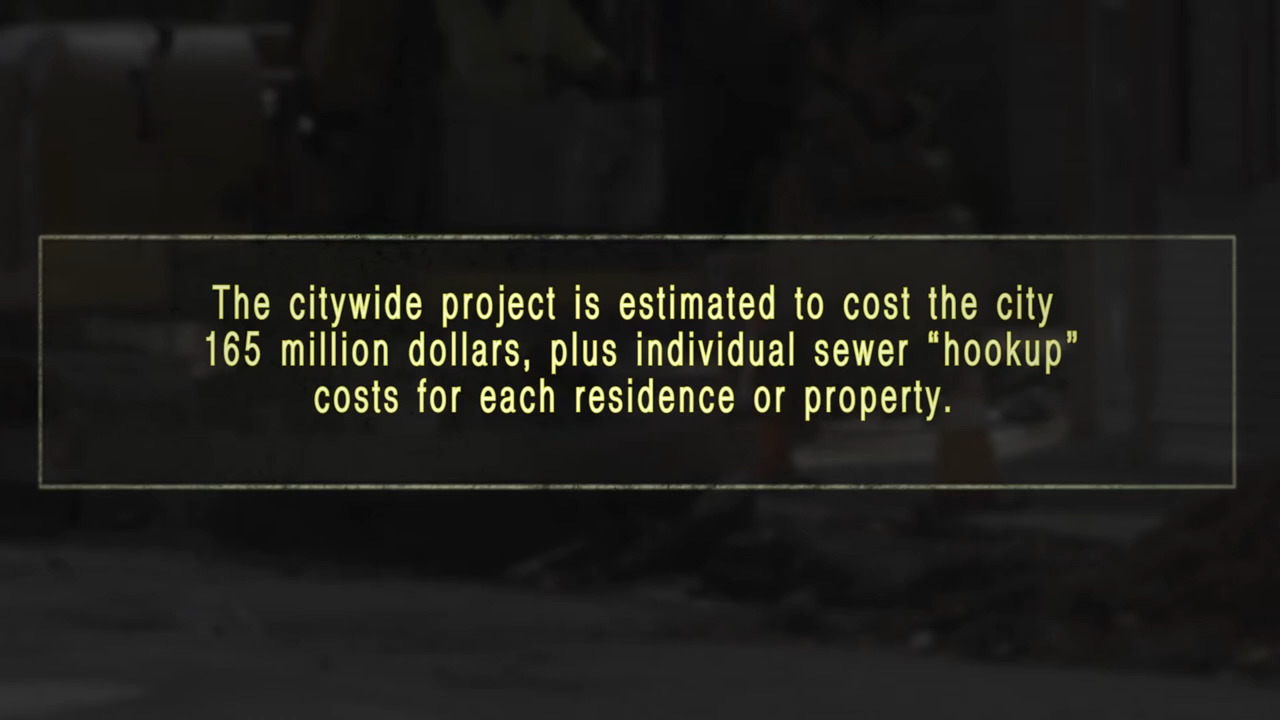 The citywide project is estimated to cost the city
165 million dollars, plus individual sewer “hookup”
costs for each residence or property.